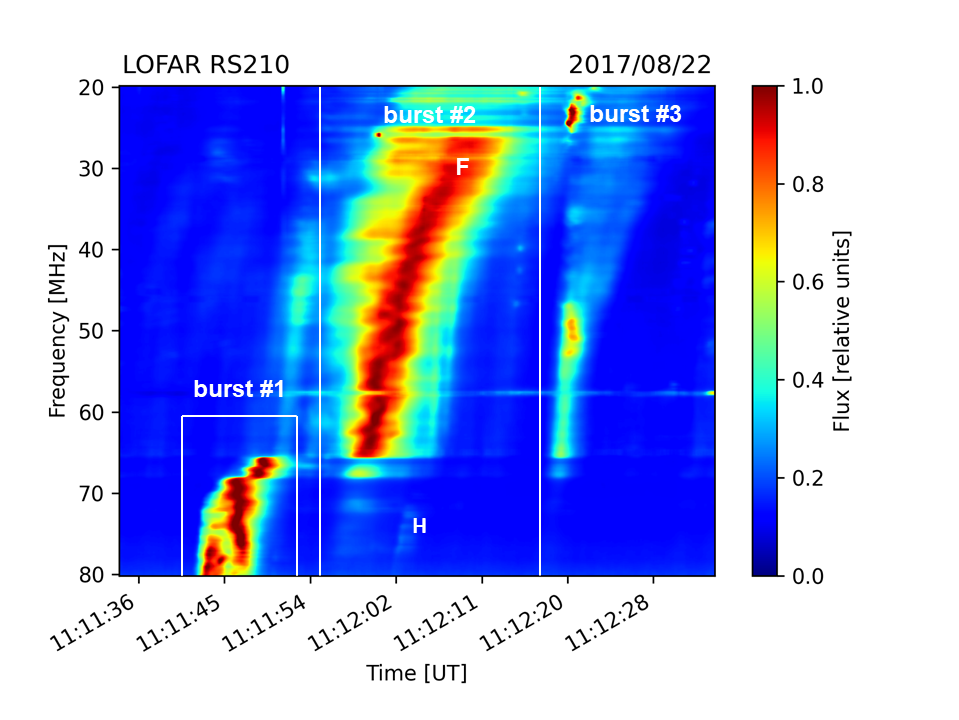 LOFAR RS210
2017/08/22
20
30
40
50
60
70
80
Frequency [MHz]
burst #1
burst #2
burst #3
F
H
11:11:36
11:11:45
11:11:54
11:12:02
11:12:11
11:12:20
11:12:28
Time [UT]
1.0
0.8
0.6
0.4
0.2
0.0
Flux [relative units]